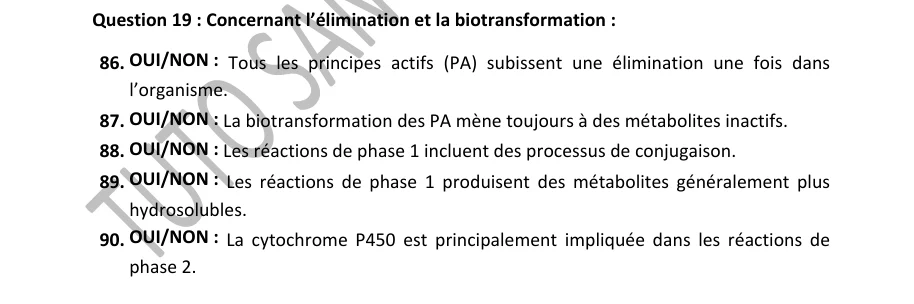 Question 19 : Concernant l'élimination et la biotransformation :
86. OUI/NON : Tous les principes actifs (PA) subissent une élimination une fois dans
l'organisme.
87. OUI/NON : La biotransformation des PA mène toujours à des métabolites inactifs.
88. OUI/NON : Les réactions de phase 1 incluent des processus de conjugaison.
89. OUI/NON : Les réactions de phase 1 produisent des métabolites généralement plus
hydrosolubles.
90. OUI/NON : La cytochrome P450 est principalement impliquée dans les réactions de
phase 2.
TUTO SAN